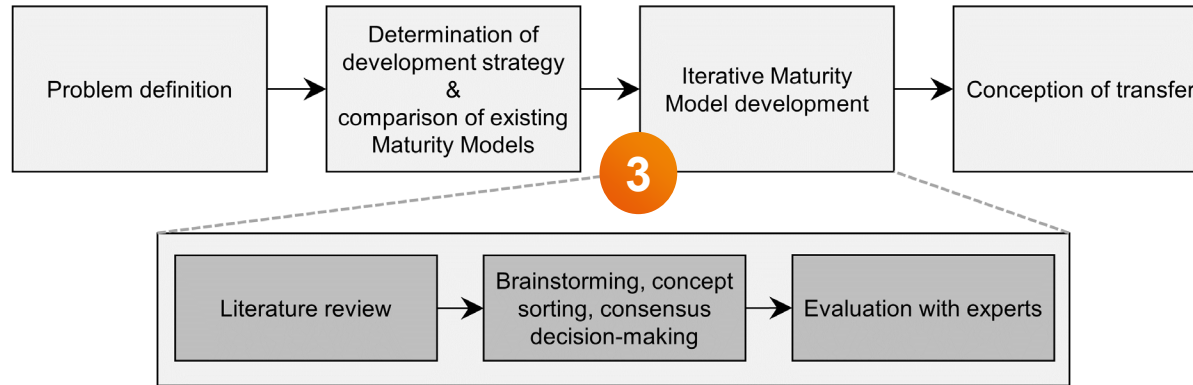 Problem definition
Determination of
development strategy
&
comparison of existing
Maturity Models
Iterative Maturity
Model development
Conception of transfer
3
Literature review
Brainstorming, concept
sorting, consensus
decision-making
Evaluation with experts